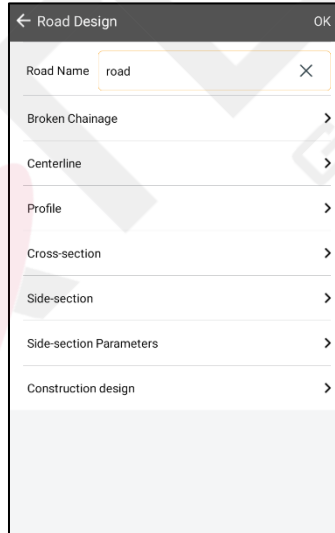 Road Design OK
Road Name road
Broken Chainage
Centerline
Profile
Cross-section
Side-section
Side-section Parameters
Construction design